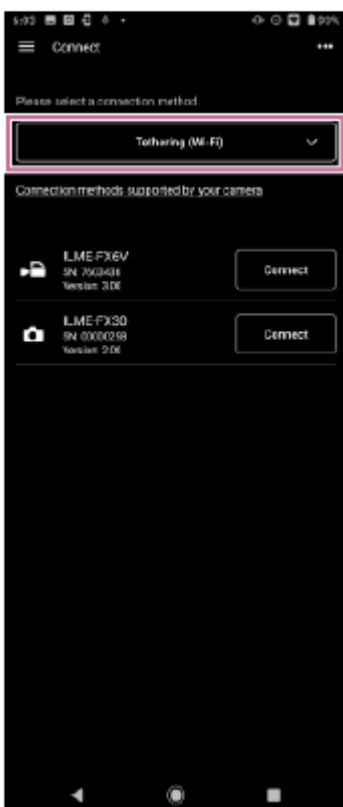 Connect
Please select a connection method.
Tethering (Wi-Fi)
Connection methods supported by your camera
ILME-FX6V
Connect
Version: 3.00
ILME-FX30
Connect
Version: 2.00